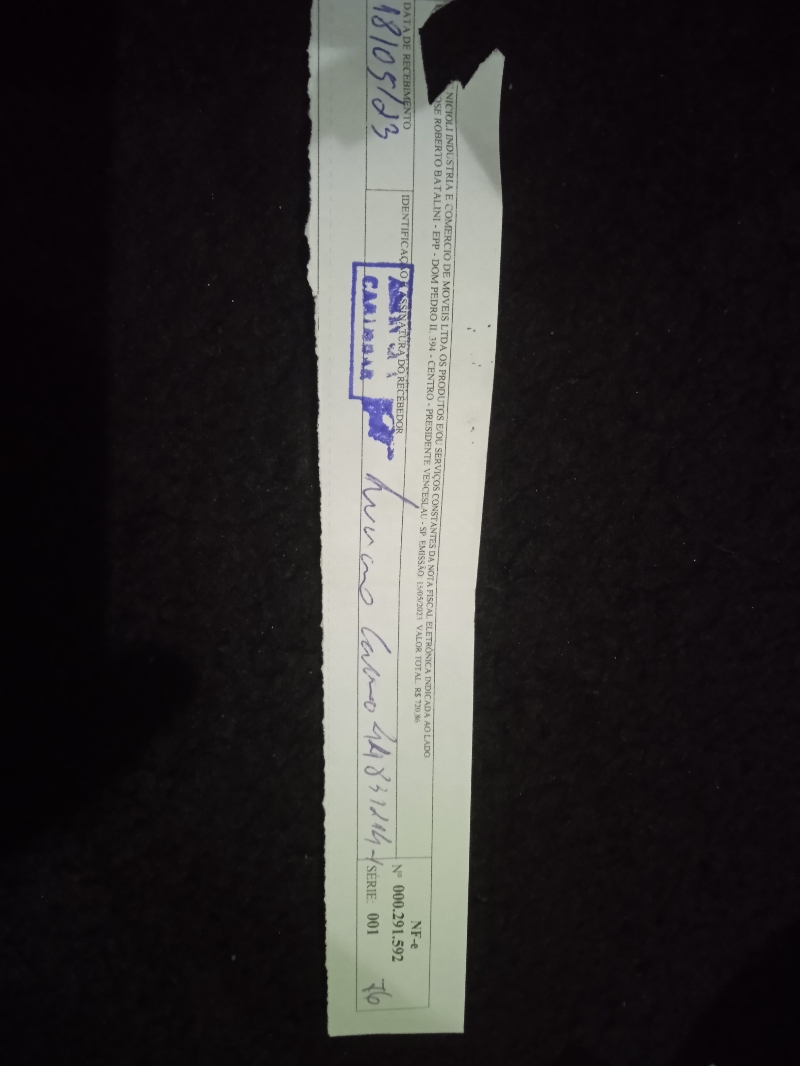 NICIOLI INDUSTRIA E COMERCIO DE MOVEIS LTDA OS PRODUTOS E/OU SERVIÇOS CONSTANTES DA NOTA FISCAL ELETRÔNICA INDICADA AO LADO
OSE ROBERTO BATALINI - EPP - DOM PEDRO II, 394 - CENTRO - PRESIDENTE VENCESLAU - SP EMISSÃO: 15/05/2023 VALOR TOTAL: R$ 720,86
DATA DE RECEBIMENTO
18/05/23
IDENTIFICAÇÃO E ASSINATURA DO RECEBEDOR
NF-e
Nº 000.291.592
SÉRIE: 001